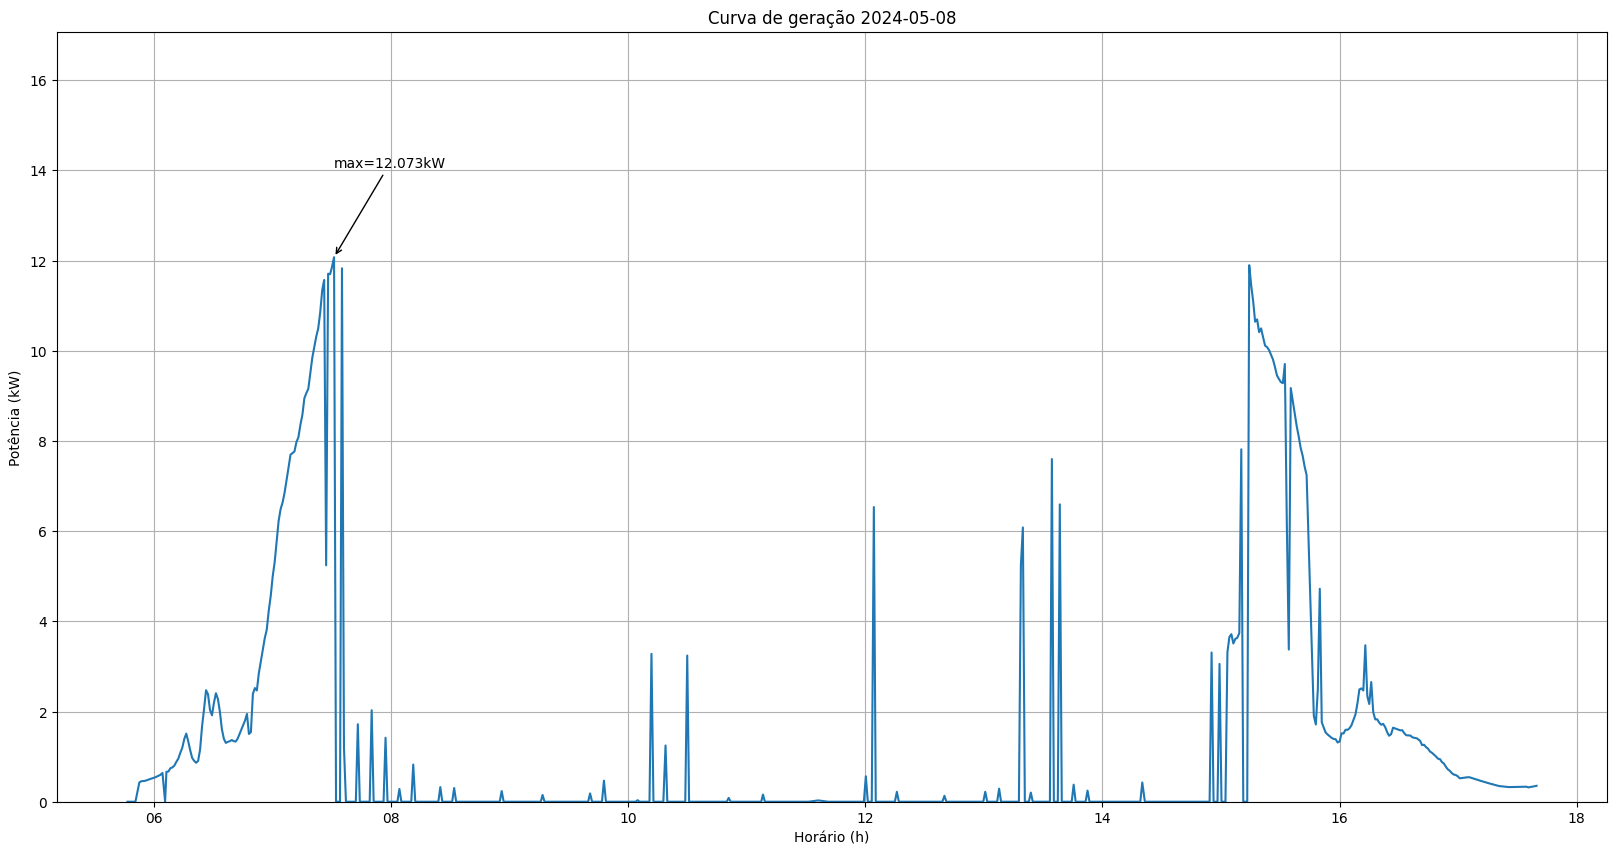 Curva de geração 2024-05-08
16
14
12
10
8
6
4
2
0
Potência (kW)
max=12.073kW
06 08 10 12 14 16 18
Horário (h)